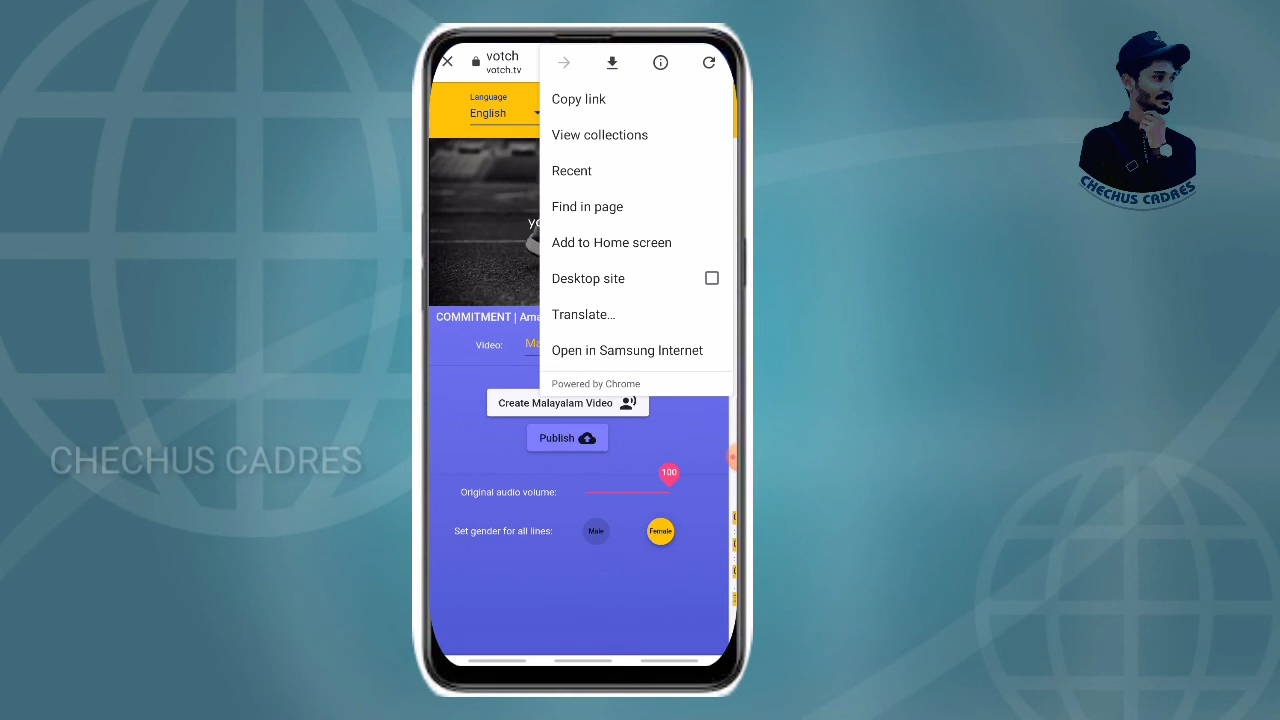 votch
votch.tv
Language
English
Copy link
View collections
Recent
Find in page
Add to Home screen
Desktop site
Translate...
Open in Samsung Internet
Powered by Chrome
yo
COMMITMENT | Ama
Video: Ma
Create Malayalam Video
Publish
100
Original audio volume:
Set gender for all lines: Male Female
CHECHUS CADRES
CHECHUS CADRES